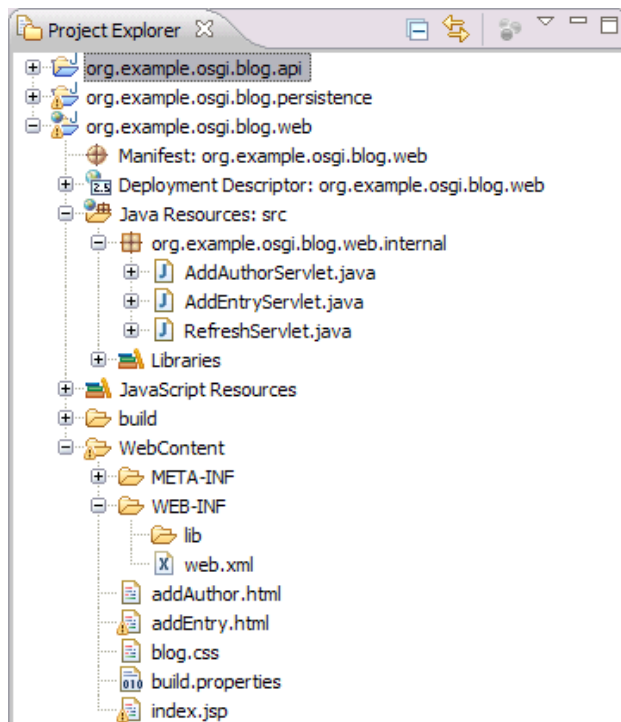 Project Explorer
org.example.osgi.blog.api
org.example.osgi.blog.persistence
org.example.osgi.blog.web
Manifest: org.example.osgi.blog.web
2.5 Deployment Descriptor: org.example.osgi.blog.web
Java Resources: src
org.example.osgi.blog.web.internal
J AddAuthorServlet.java
J AddEntryServlet.java
J RefreshServlet.java
Libraries
JavaScript Resources
build
WebContent
META-INF
WEB-INF
lib
X web.xml
addAuthor.html
addEntry.html
blog.css
010 build.properties
index.jsp